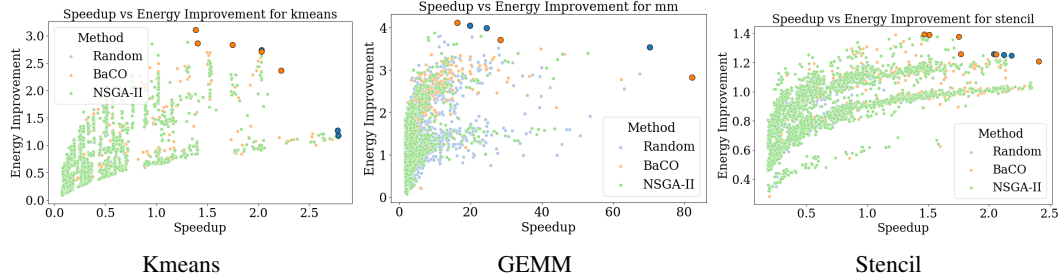 Speedup vs Energy Improvement for kmeans
Energy Improvement
3.0
2.5
2.0
1.5
1.0
0.5
0.0
Method
Random
BaCO
NSGA-II
0.0 0.5 1.0 1.5 2.0 2.5
Speedup
Kmeans
Speedup vs Energy Improvement for mm
Energy Improvement
4
3
2
1
0
Method
Random
BaCO
NSGA-II
0 20 40 60 80
Speedup
GEMM
Speedup vs Energy Improvement for stencil
Energy Improvement
1.4
1.2
1.0
0.8
0.6
0.4
Method
Random
BaCO
NSGA-II
0.5 1.0 1.5 2.0 2.5
Speedup
Stencil